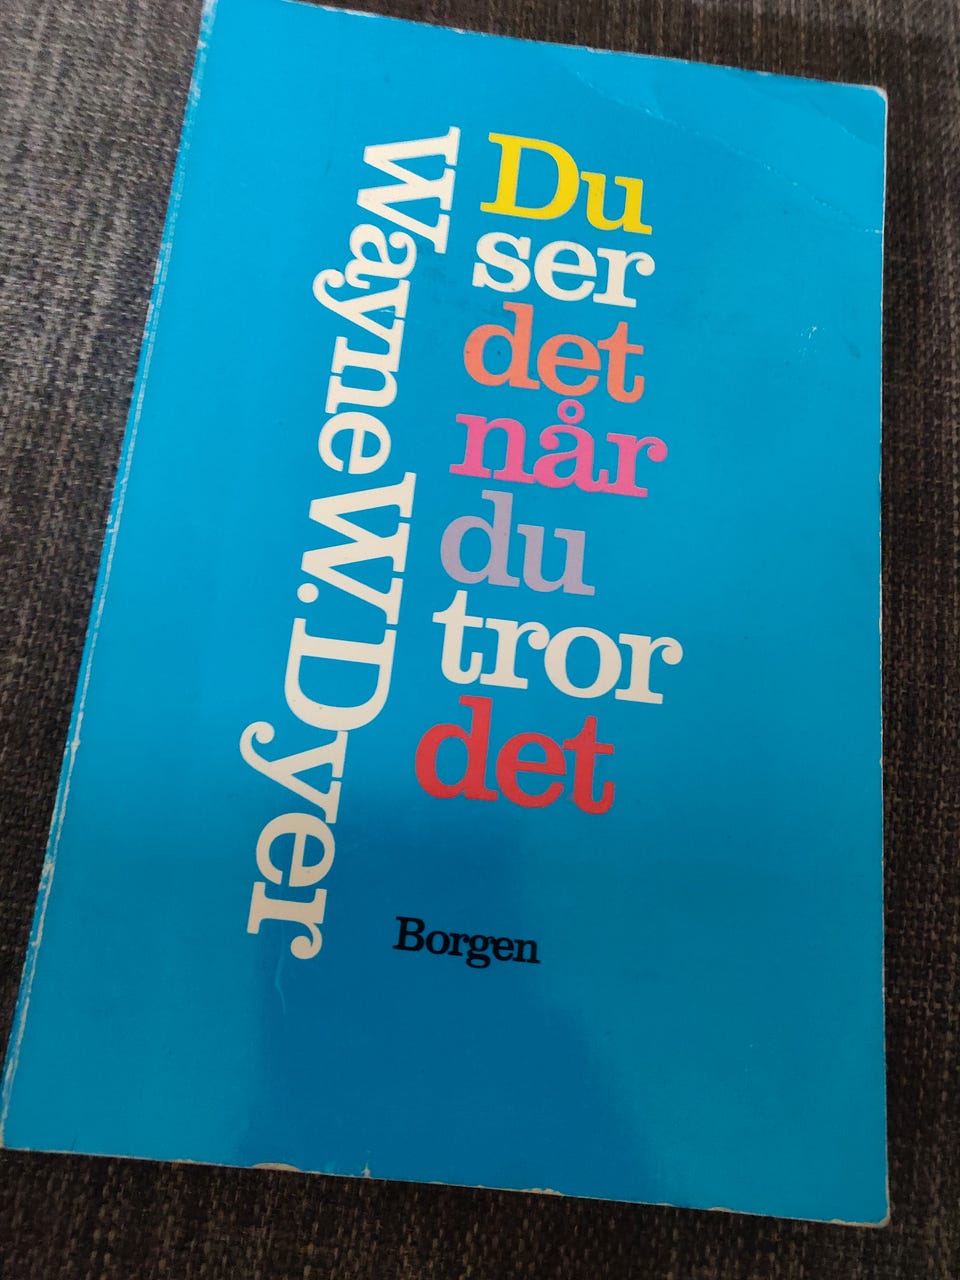 Wayne W. Dyer
Du
ser
det
når
du
tror
det
Borgen